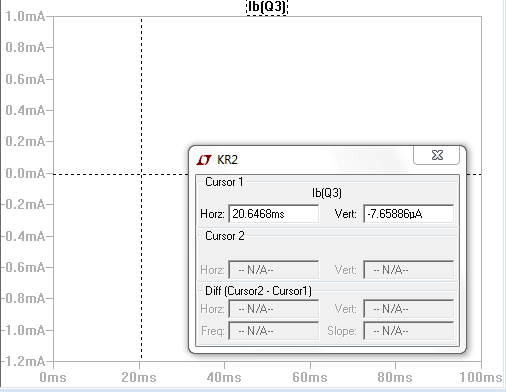 Ib(Q3)
1.0mA
0.8mA
0.6mA
0.4mA
0.2mA
0.0mA
-0.2mA
-0.4mA
-0.6mA
-0.8mA
-1.0mA
-1.2mA
0ms 20ms 40ms 60ms 80ms 100ms
KR2
Cursor 1
Ib(Q3)
Horz: 20.6468ms Vert: -7.65886µA
Cursor 2
Horz: -- N/A-- Vert: -- N/A--
Diff (Cursor2 - Cursor1)
Horz: -- N/A-- Vert: -- N/A--
Freq: -- N/A-- Slope: -- N/A--